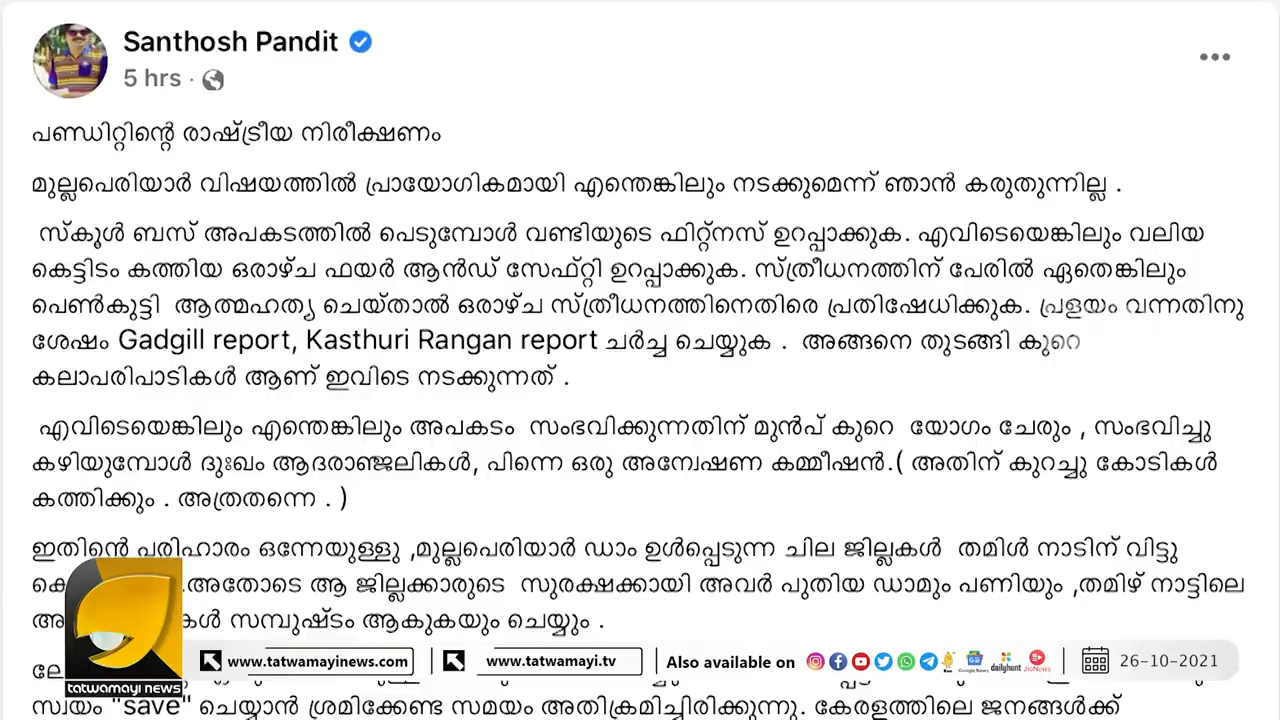 Santhosh Pandit
5 hrs ·
പണ്ഡിറ്റിന്റെ രാഷ്ട്രീയ നിരീക്ഷണം
മുല്ലപെരിയാർ വിഷയത്തിൽ പ്രായോഗികമായി എന്തെങ്കിലും നടക്കുമെന്ന് ഞാൻ കരുതുന്നില്ല .
സ്കൂൾ ബസ് അപകടത്തിൽ പെടുമ്പോൾ വണ്ടിയുടെ ഫിറ്റ്നസ് ഉറപ്പാക്കുക. എവിടെയെങ്കിലും വലിയ
കെട്ടിടം കത്തിയ ഒരാഴ്ച ഫയർ ആൻഡ് സേഫ്റ്റി ഉറപ്പാക്കുക. സ്ത്രീധനത്തിന് പേരിൽ ഏതെങ്കിലും
പെൺകുട്ടി ആത്മഹത്യ ചെയ്താൽ ഒരാഴ്ച സ്ത്രീധനത്തിനെതിരെ പ്രതിഷേധിക്കുക. പ്രളയം വന്നതിനു
ശേഷം Gadgill report, Kasthuri Rangan report ചർച്ച ചെയ്യുക . അങ്ങനെ തുടങ്ങി കുറെ
കലാപരിപാടികൾ ആണ് ഇവിടെ നടക്കുന്നത് .
എവിടെയെങ്കിലും എന്തെങ്കിലും അപകടം സംഭവിക്കുന്നതിന് മുൻപ് കുറെ യോഗം ചേരും , സംഭവിച്ചു
കഴിയുമ്പോൾ ദുഃഖം ആദരാഞ്ജലികൾ, പിന്നെ ഒരു അന്വേഷണ കമ്മീഷൻ.( അതിന് കുറച്ചു കോടികൾ
കത്തിക്കും . അത്രതന്നെ . )
ഇതിൻ്റെ പരിഹാരം ഒന്നേയുള്ളു ,മുല്ലപെരിയാർ ഡാം ഉൾപ്പെടുന്ന ചില ജില്ലകൾ തമിൾ നാടിന് വിട്ടു
.അതോടെ ആ ജില്ലക്കാരുടെ സുരക്ഷക്കായി അവർ പുതിയ ഡാമും പണിയും ,തമിഴ് നാട്ടിലെ
സമ്പുഷ്ടം ആകുകയും ചെയ്യും .
tatwamayi news
www.tatwamayinews.com
www.tatwamayi.tv
Also available on
Google News
dailyhunt
JioNews
26-10-2021
സ്വയം "save" ചെയ്യാൻ ശ്രമിക്കേണ്ട സമയം അതിക്രമിച്ചിരിക്കുന്നു. കേരളത്തിലെ ജനങ്ങൾക്ക്